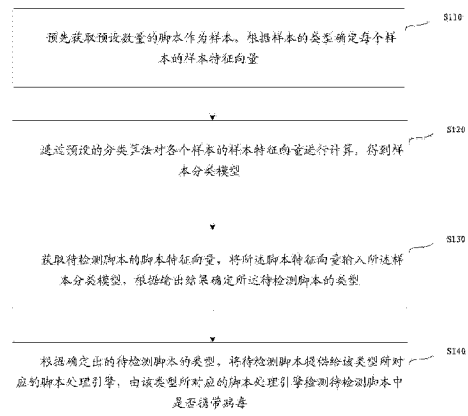 S110
预先获取预设数量的脚本作为样本，根据样本的类型确定每个样
本的样本特征向量
S120
通过预设的分类算法对各个样本的样本特征向量进行计算，得到样
本分类模型
S130
获取待检测脚本的脚本特征向量，将所述脚本特征向量输入所述样
本分类模型，根据输出结果确定所述待检测脚本的类型
S140
根据确定出的待检测脚本的类型，将待检测脚本提供给该类型所对
应的脚本处理引擎，由该类型所对应的脚本处理引擎检测待检测脚本中
是否携带病毒